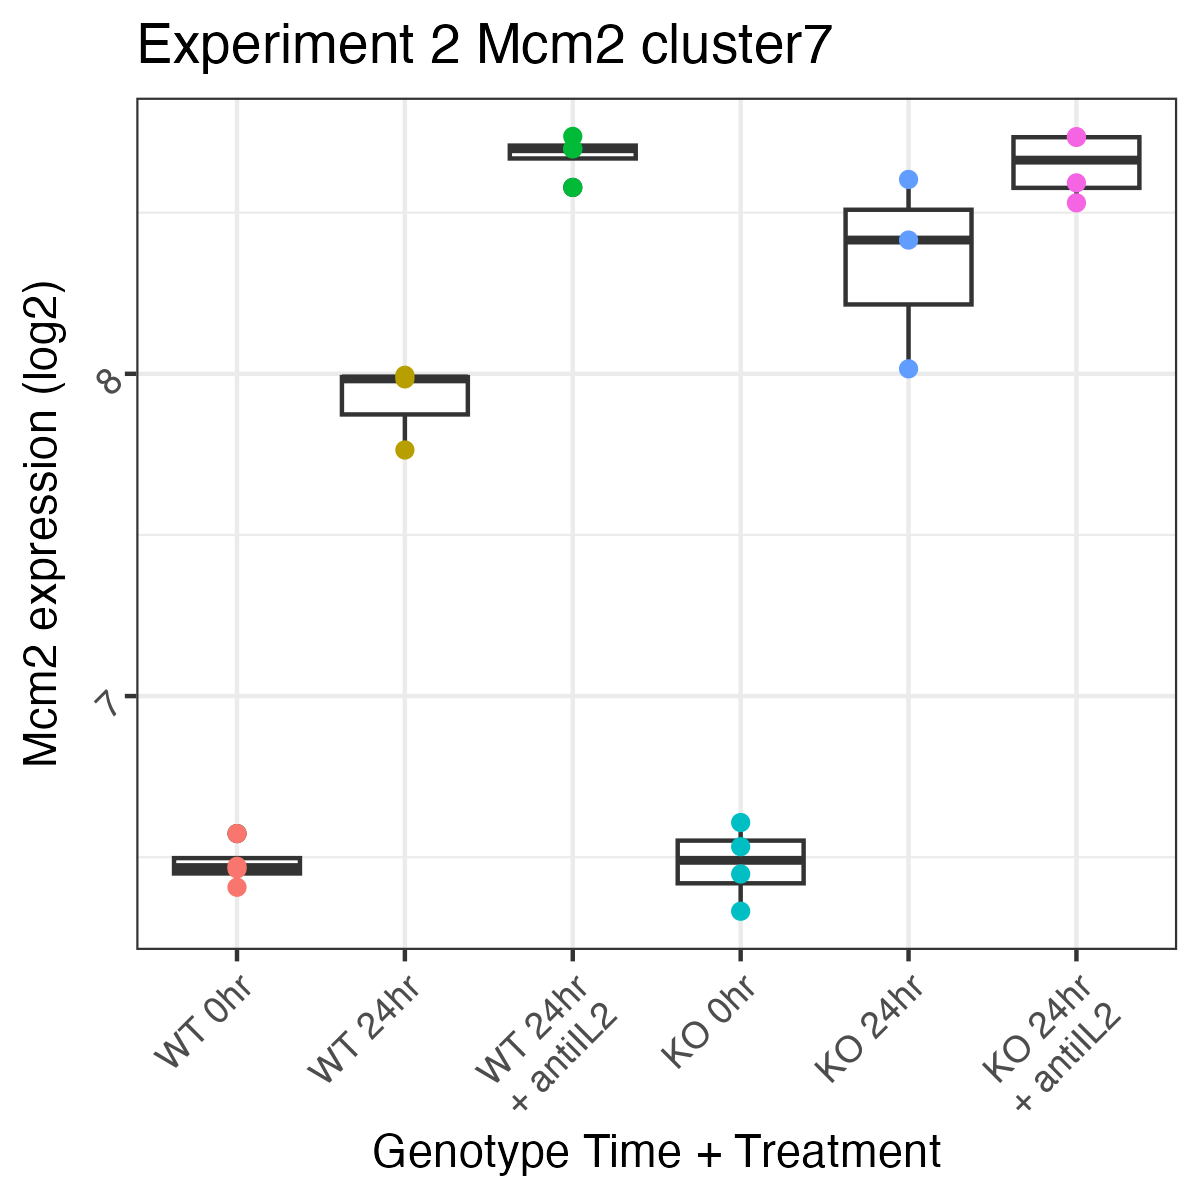 Experiment 2 Mcm2 cluster7
Mcm2 expression (log2)
8
7
WT 0hr
WT 24hr
WT 24hr
+ antiIL2
KO 0hr
KO 24hr
KO 24hr
+ antiIL2
Genotype Time + Treatment